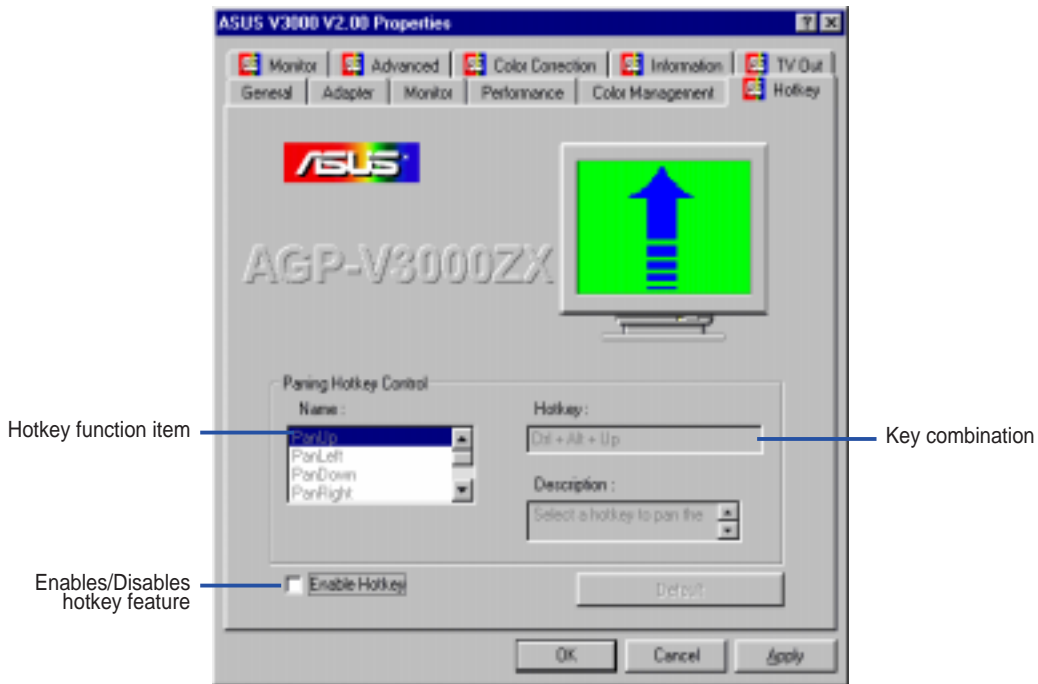 ASUS V3000 V2.00 Properties
Monitor Advanced Color Correction Information TV Out
General Adapter Monitor Performance Color Management Hotkey
ASUS
AGP-V3000ZX
Paning Hotkey Control
Name :
Hotkey :
Hotkey function item
PanUp
Ctrl + Alt + Up
Key combination
PanLeft
PanDown
PanRight
Description :
Select a hotkey to pan the
Enables/Disables
hotkey feature
Enable Hotkey
Default
OK
Cancel
Apply